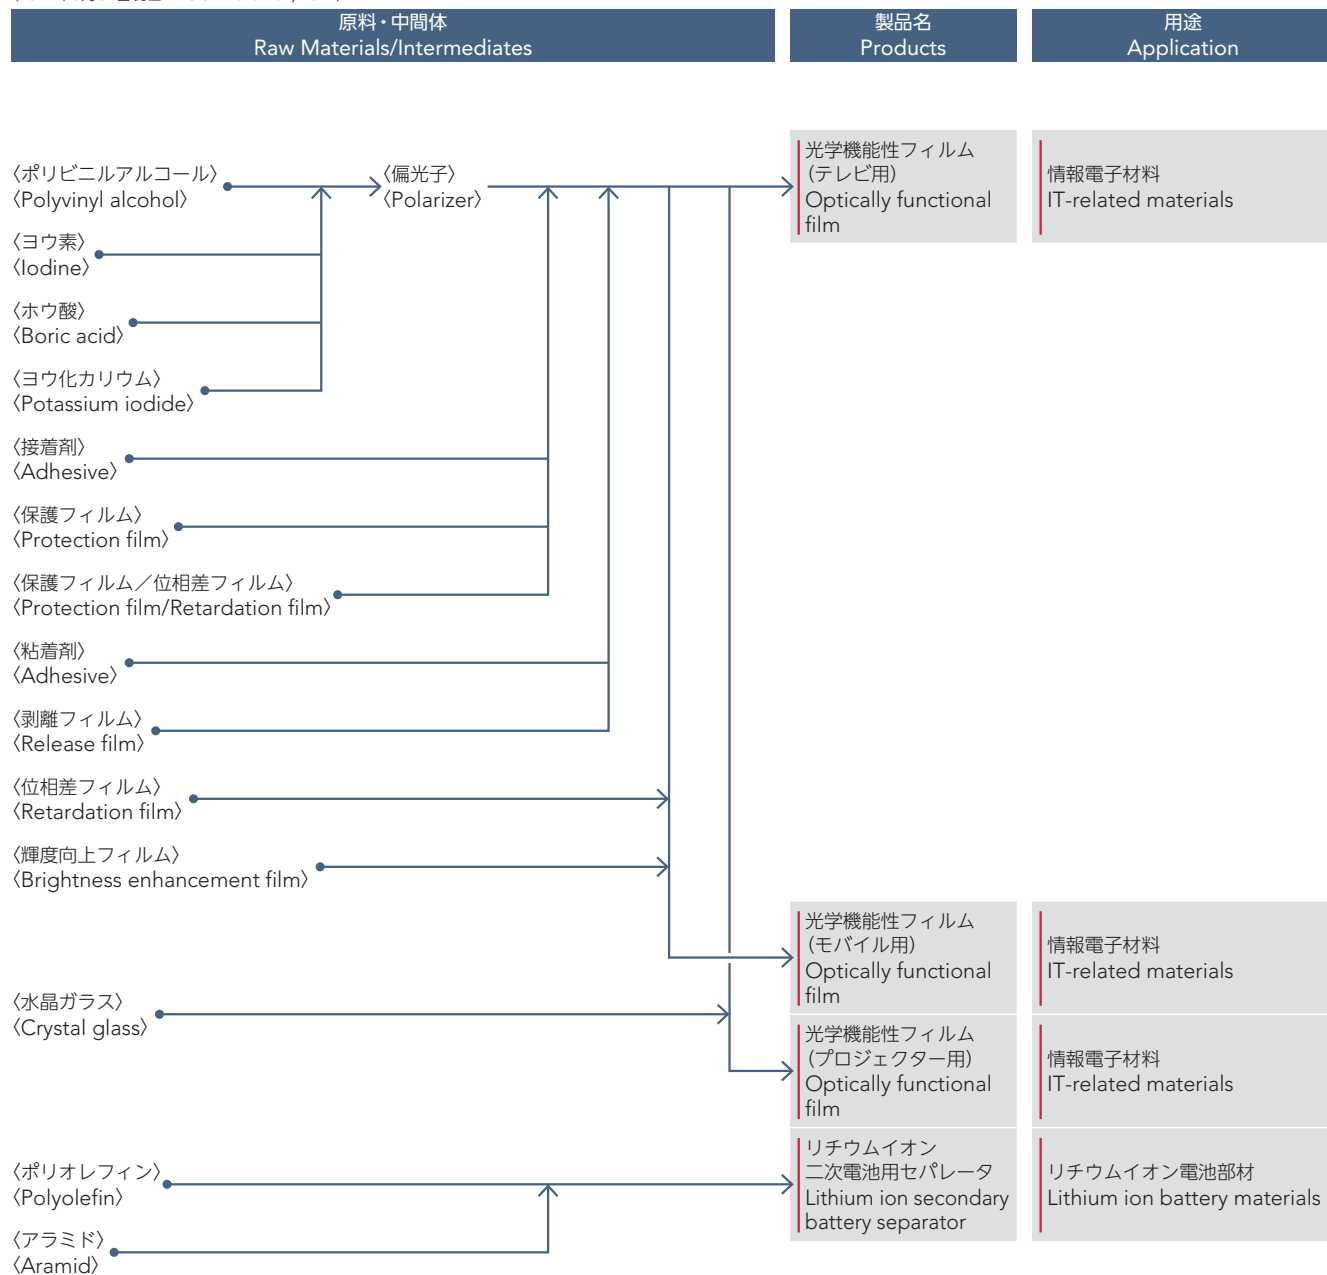 原料・中間体
Raw Materials/Intermediates
製品名
Products
用途
Application
〈ポリビニルアルコール〉
〈Polyvinyl alcohol〉
〈偏光子〉
〈Polarizer〉
光学機能性フィルム
(テレビ用)
Optically functional
film
情報電子材料
IT-related materials
〈ヨウ素〉
〈Iodine〉
〈ホウ酸〉
〈Boric acid〉
〈ヨウ化カリウム〉
〈Potassium iodide〉
〈接着剤〉
〈Adhesive〉
〈保護フィルム〉
〈Protection film〉
〈保護フィルム／位相差フィルム〉
〈Protection film/Retardation film〉
〈粘着剤〉
〈Adhesive〉
〈剥離フィルム〉
〈Release film〉
〈位相差フィルム〉
〈Retardation film〉
〈輝度向上フィルム〉
〈Brightness enhancement film〉
光学機能性フィルム
(モバイル用)
Optically functional
film
情報電子材料
IT-related materials
〈水晶ガラス〉
〈Crystal glass〉
光学機能性フィルム
(プロジェクター用)
Optically functional
film
情報電子材料
IT-related materials
〈ポリオレフィン〉
〈Polyolefin〉
リチウムイオン
二次電池用セパレータ
Lithium ion secondary
battery separator
リチウムイオン電池部材
Lithium ion battery materials
〈アラミド〉
〈Aramid〉